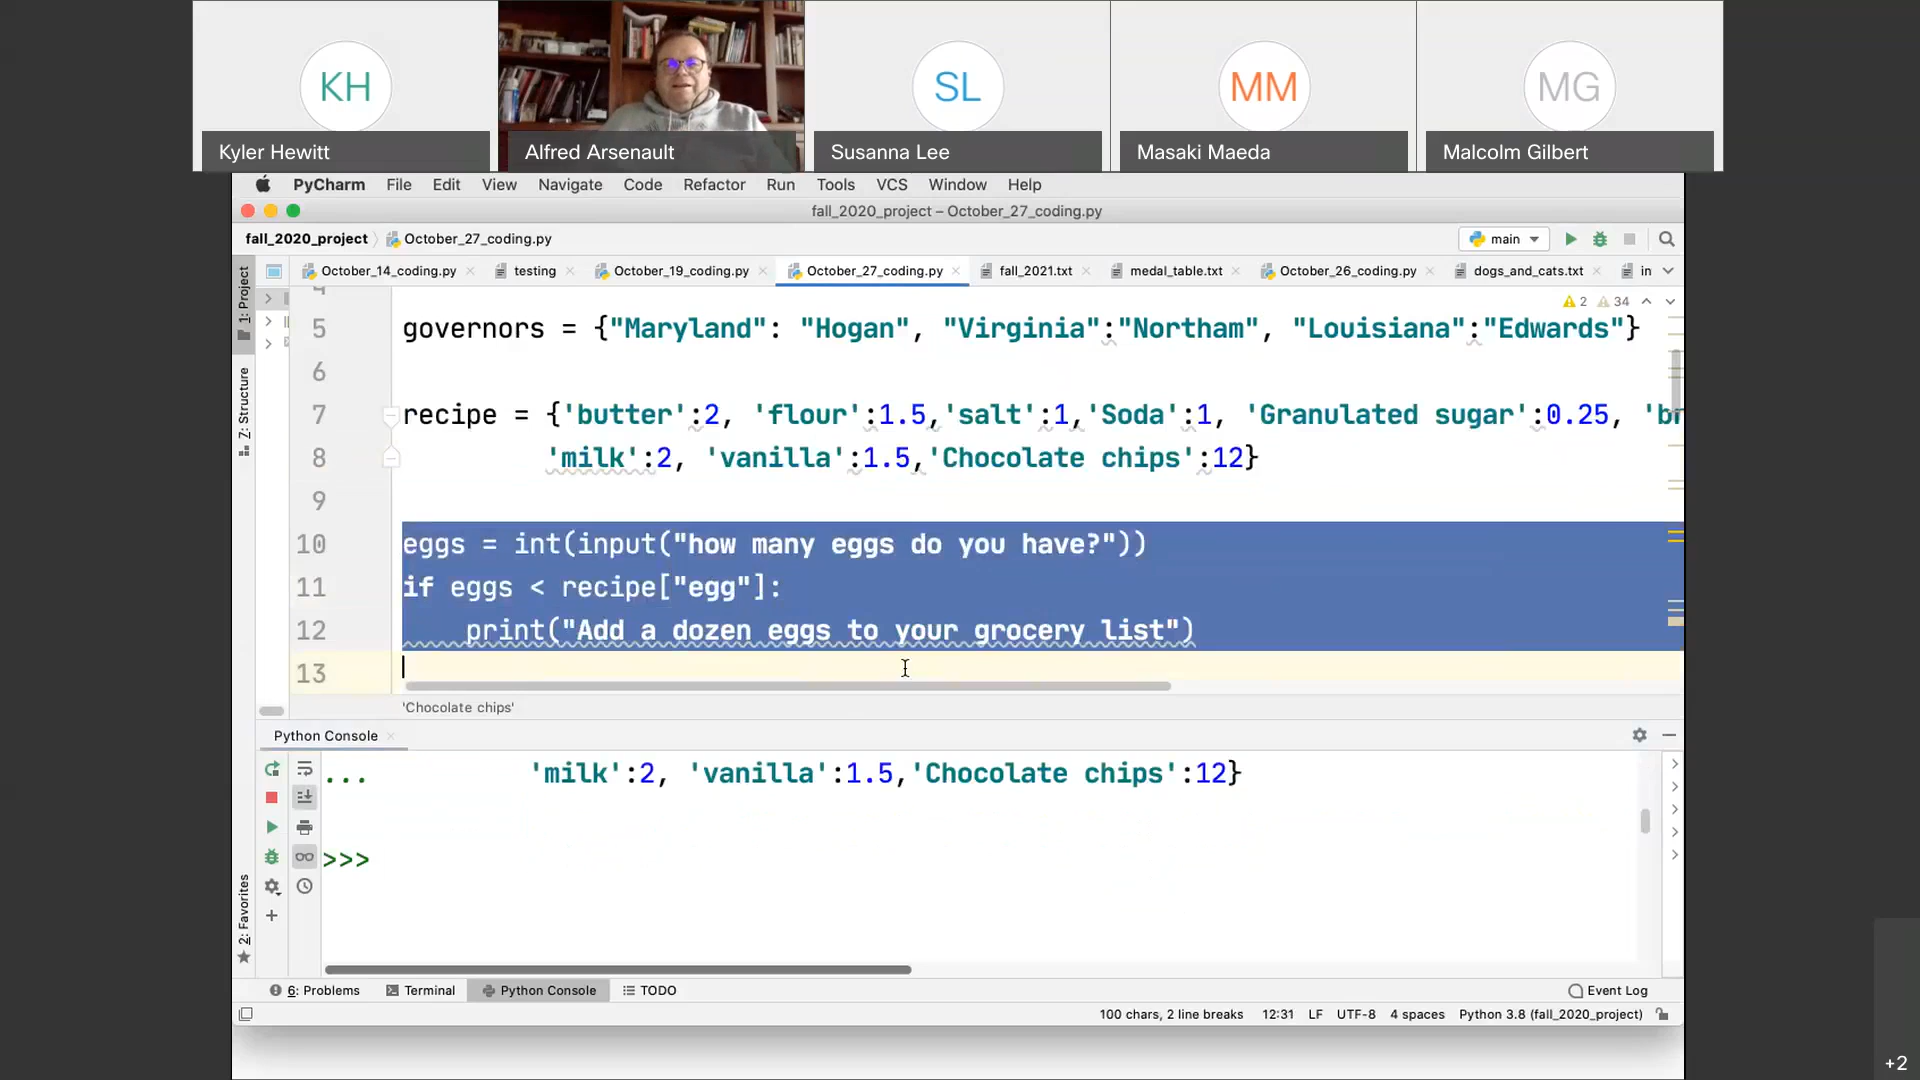 KH
SL
MM
MG
Kyler Hewitt
Alfred Arsenault
Susanna Lee
Masaki Maeda
Malcolm Gilbert
PyCharm File Edit View Navigate Code Refactor Run Tools VCS Window Help
fall_2020_project – October_27_coding.py
fall_2020_project October_27_coding.py main
October_14_coding.py testing October_19_coding.py October_27_coding.py fall_2021.txt medal_table.txt October_26_coding.py dogs_and_cats.txt in
1: Project
Z: Structure
2: Favorites
2 34
4
5 governors = {"Maryland": "Hogan", "Virginia":"Northam", "Louisiana":"Edwards"}
6
7 recipe = {'butter':2, 'flour':1.5,'salt':1,'Soda':1, 'Granulated sugar':0.25, 'br
8 'milk':2, 'vanilla':1.5,'Chocolate chips':12}
9
10 eggs = int(input("how many eggs do you have?"))
11 if eggs < recipe["egg"]:
12 print("Add a dozen eggs to your grocery list")
13
'Chocolate chips'
Python Console
... 'milk':2, 'vanilla':1.5,'Chocolate chips':12}
>>>
6: Problems Terminal Python Console TODO Event Log
100 chars, 2 line breaks 12:31 LF UTF-8 4 spaces Python 3.8 (fall_2020_project)
+2